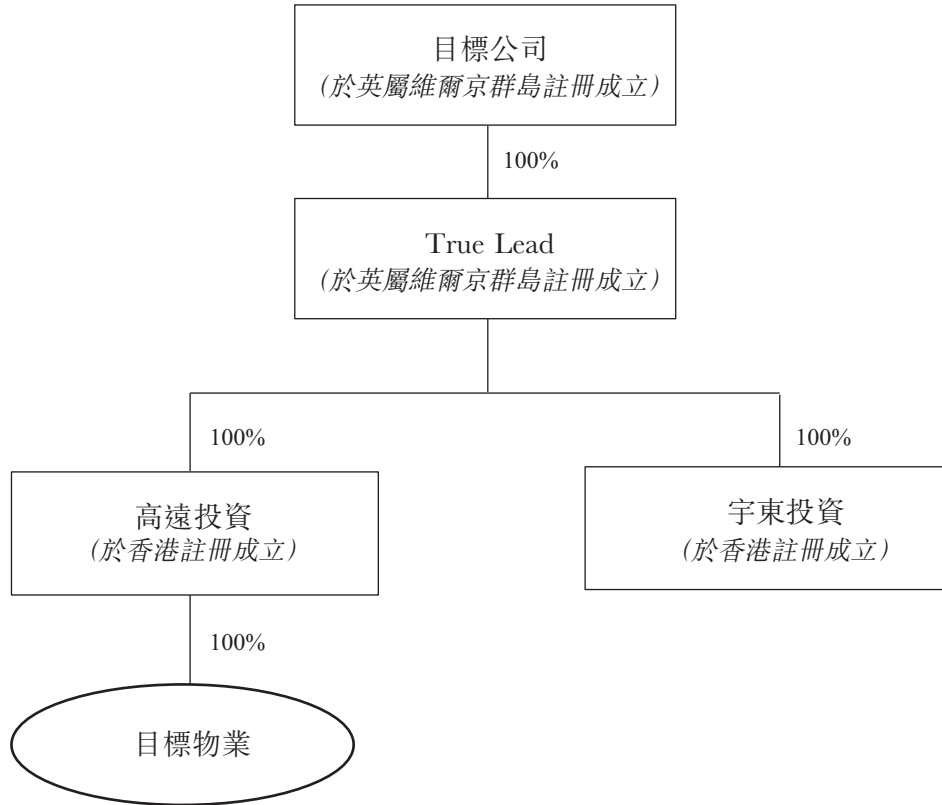 目標公司
(於英屬維爾京群島註冊成立)
100%
True Lead
(於英屬維爾京群島註冊成立)
100%
100%
高遠投資
(於香港註冊成立)
宇東投資
(於香港註冊成立)
100%
目標物業